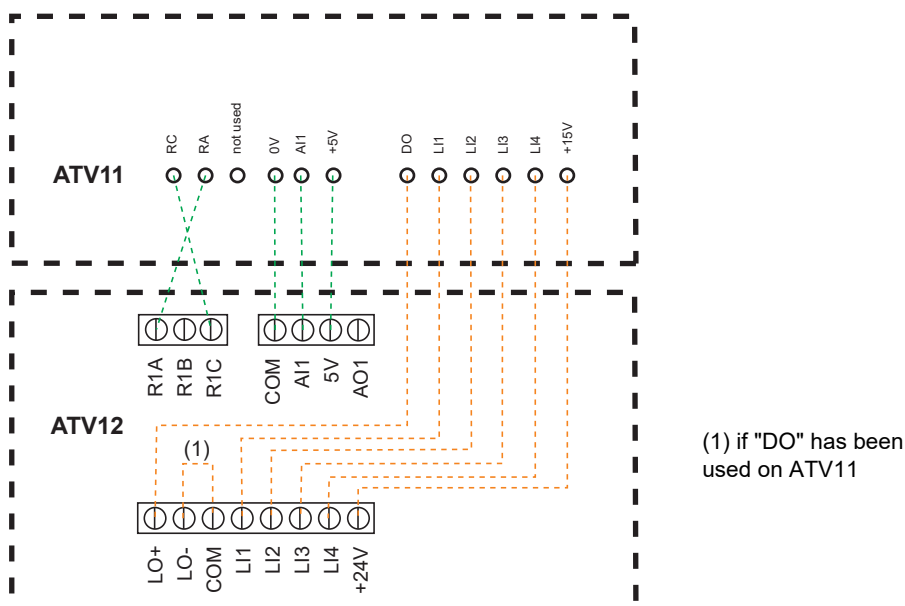 RC
RA
not used
0V
AI1
+5V
DO
LI1
LI2
LI3
LI4
+15V
ATV11
R1A
R1B
R1C
COM
AI1
5V
AO1
ATV12
(1)
(1) if "DO" has been
used on ATV11
LO+
LO-
COM
LI1
LI2
LI3
LI4
+24V